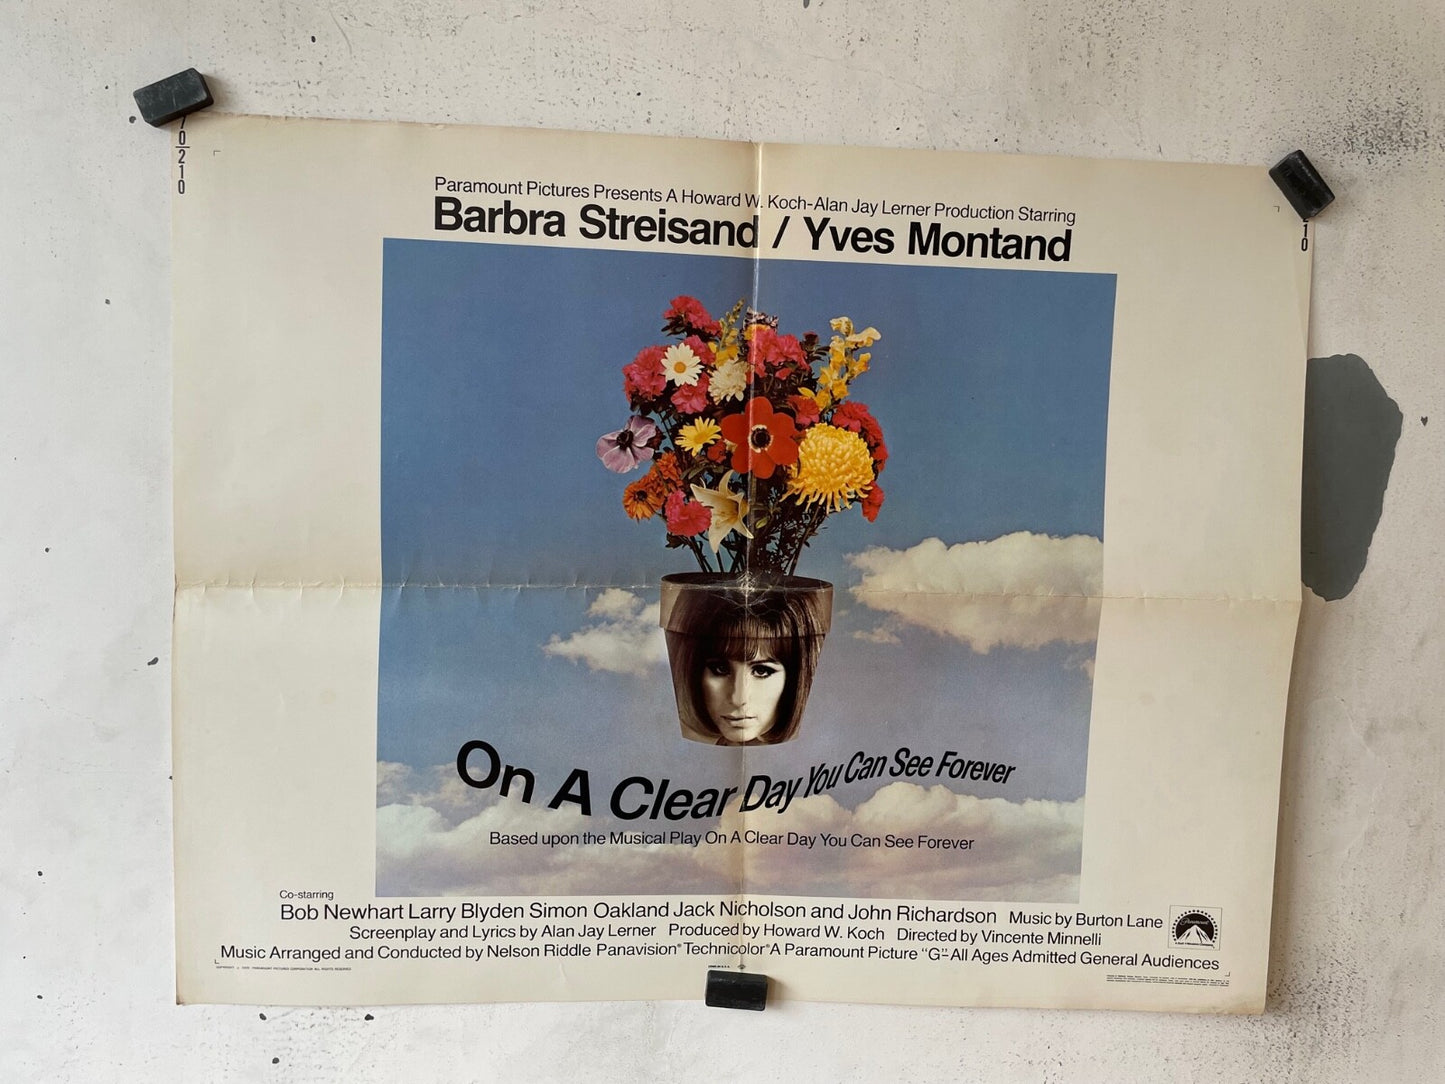 70
210
Paramount Pictures Presents A Howard W. Koch-Alan Jay Lerner Production Starring
Barbra Streisand / Yves Montand
On A Clear Day You Can See Forever
Based upon the Musical Play On A Clear Day You Can See Forever
Co-starring
Bob Newhart Larry Blyden Simon Oakland Jack Nicholson and John Richardson Music by Burton Lane
Screenplay and Lyrics by Alan Jay Lerner Produced by Howard W. Koch Directed by Vincente Minnelli
Music Arranged and Conducted by Nelson Riddle Panavision® Technicolor® A Paramount Picture "G"-All Ages Admitted General Audiences
Paramount